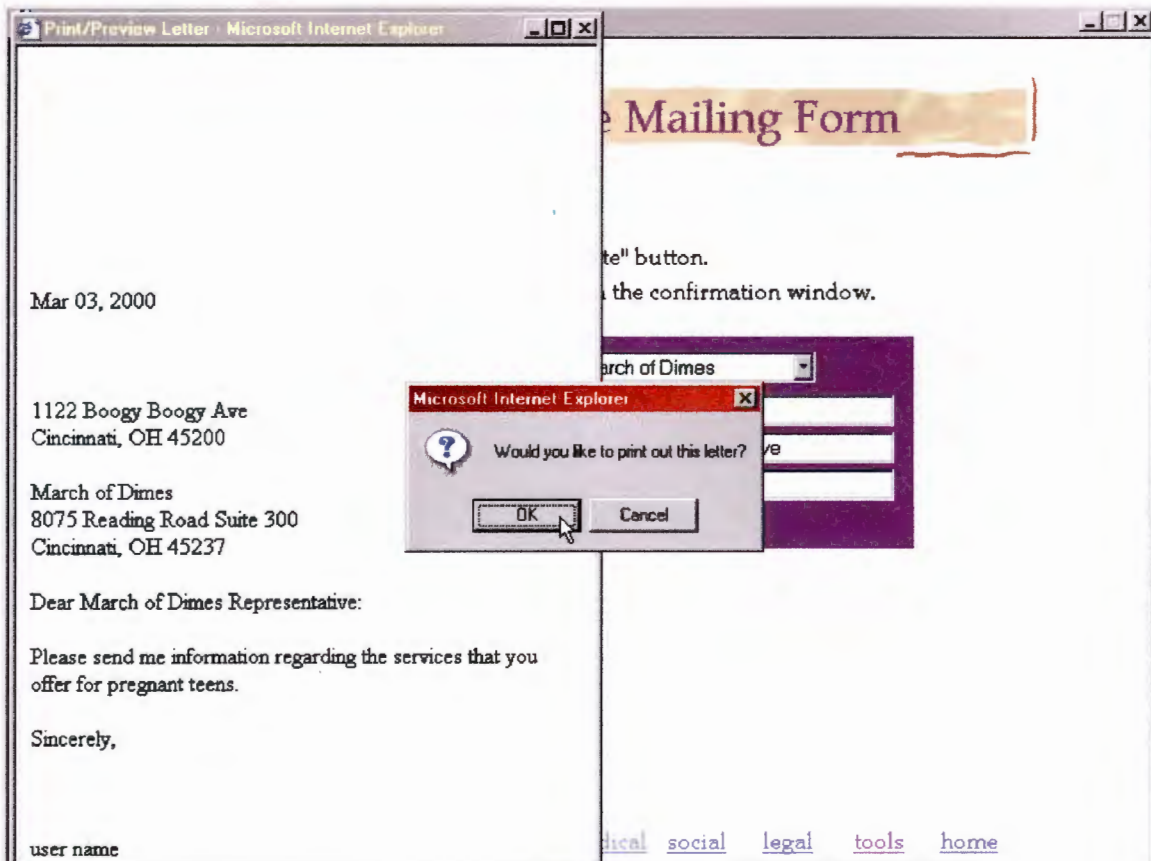 Print/Preview Letter - Microsoft Internet Explorer
Mailing Form
te" button.
the confirmation window.
Mar 03, 2000
arch of Dimes
1122 Boogy Boogy Ave
Cincinnati, OH 45200
Microsoft Internet Explorer
Would you like to print out this letter?
ve
OK
Cancel
March of Dimes
8075 Reading Road Suite 300
Cincinnati, OH 45237
Dear March of Dimes Representative:
Please send me information regarding the services that you
offer for pregnant teens.
Sincerely,
user name
dical social legal tools home